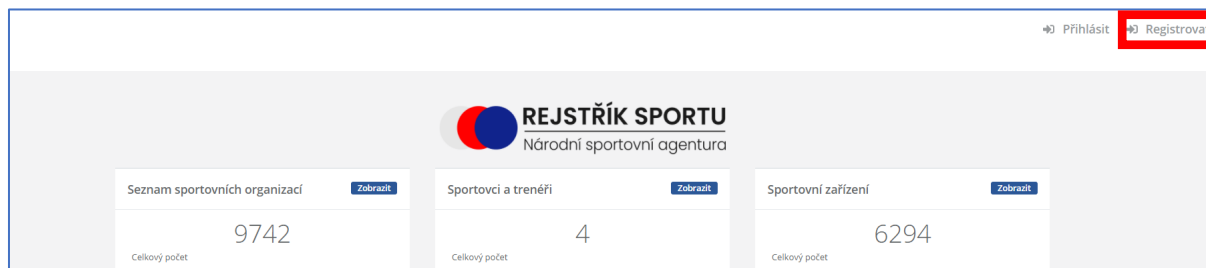 Přihlásit Registrovat
REJSTŘÍK SPORTU
Národní sportovní agentura
Seznam sportovních organizací Zobrazit
9742
Celkový počet
Sportovci a trenéři Zobrazit
4
Celkový počet
Sportovní zařízení Zobrazit
6294
Celkový počet